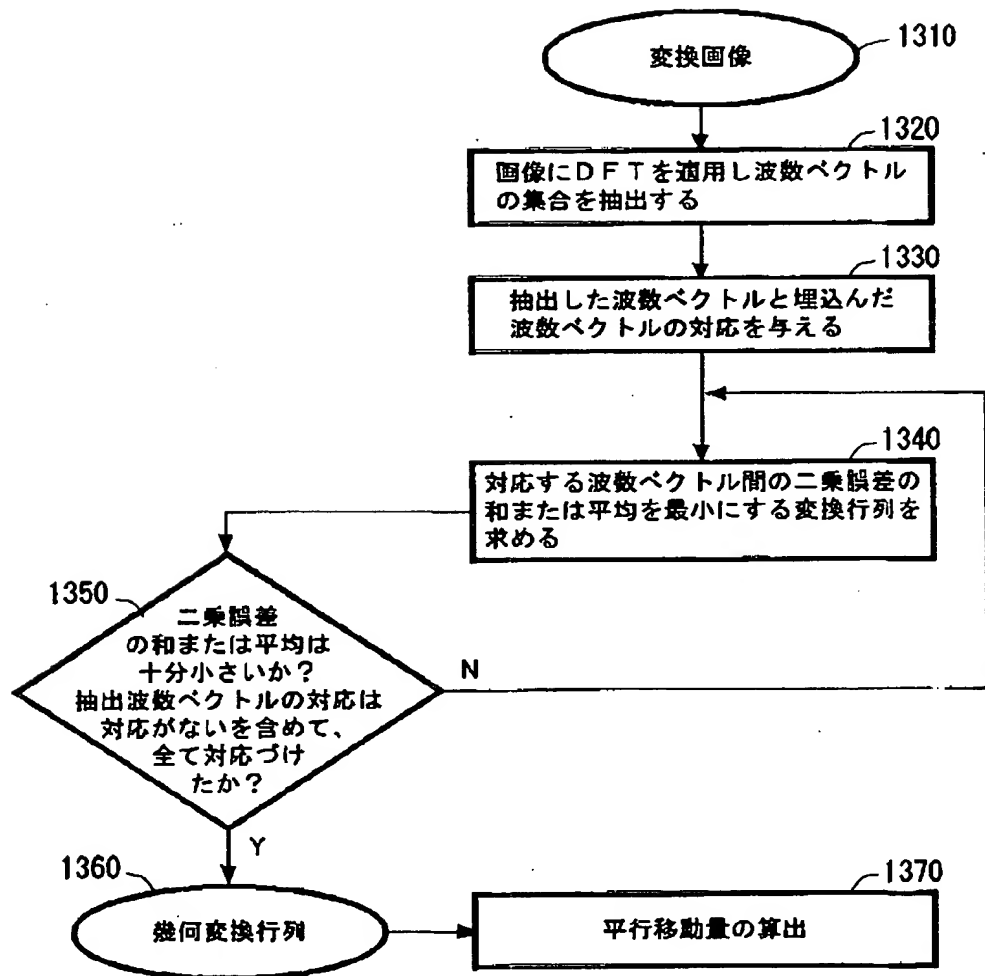 変換画像
1310
1320
画像にDFTを適用し波数ベクトル
の集合を抽出する
1330
抽出した波数ベクトルと埋込んだ
波数ベクトルの対応を与える
1340
対応する波数ベクトル間の二乗誤差の
和または平均を最小にする変換行列を
求める
1350
二乗誤差
の和または平均は
十分小さいか?
抽出波数ベクトルの対応は
対応がないを含めて、
全て対応づけ
たか?
N
Y
1360
幾何変換行列
1370
平行移動量の算出